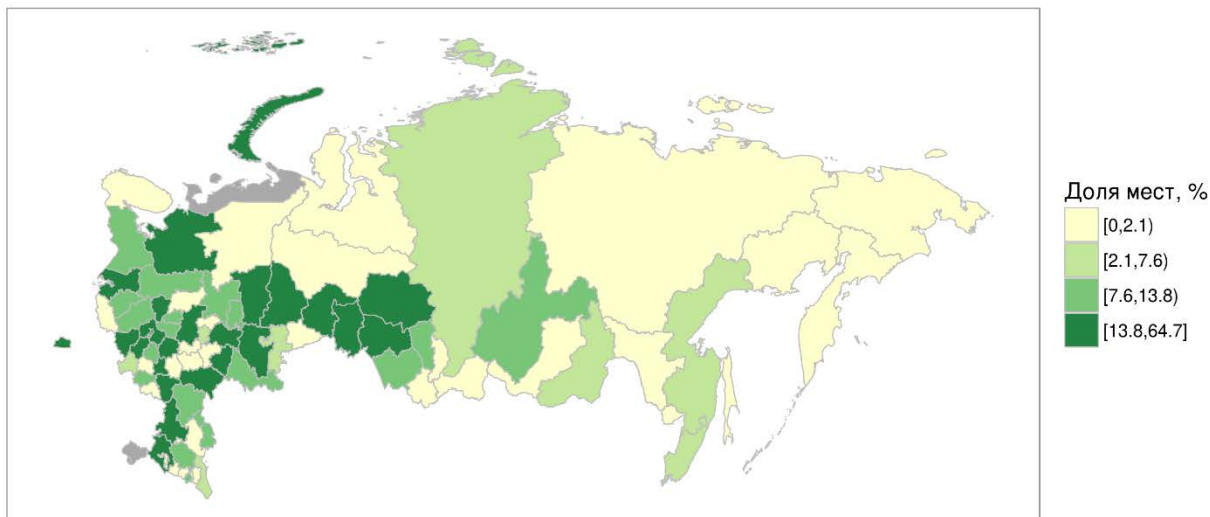 Доля мест, %
[0,2.1)
[2.1,7.6)
[7.6,13.8)
[13.8,64.7]